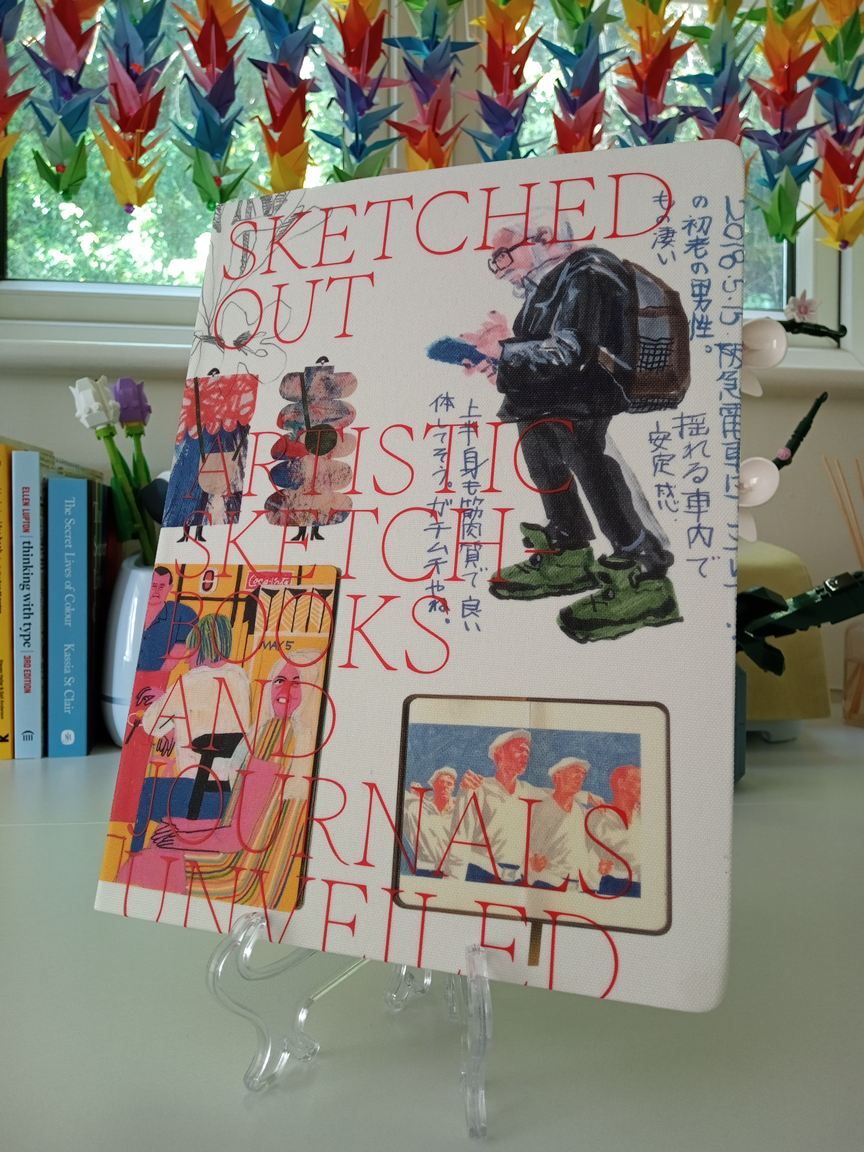 SKETCHED
OUT
ARTISTIC
SKETCH-
BOOKS
AND
JOURNALS
UNVEILED
2018.5.5. 阪急電車に
の初老の男性。
もの凄い
揺れる車内で
安定感.
上半身も筋肉質で良い
体してそう。ガチムチやね。
Coca-Cola
MAY 5
ELLEN LUPTON
thinking with type
3RD EDITION
The Secret Lives of Colour
Kassia St Clair